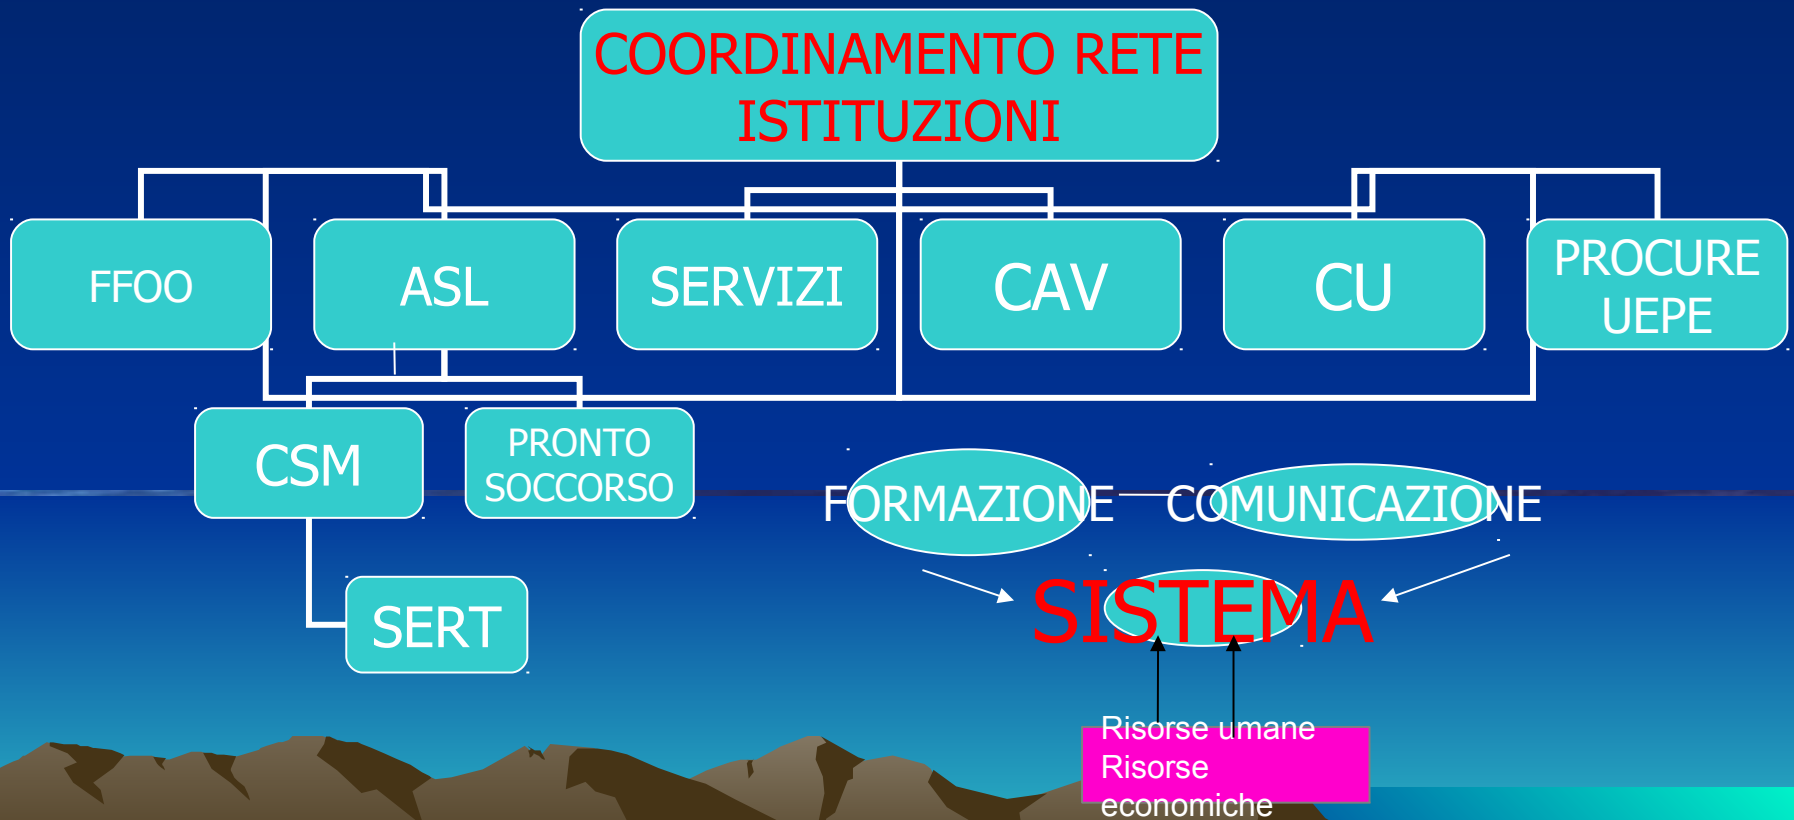 COORDINAMENTO RETE
ISTITUZIONI
FFOO
ASL
SERVIZI
CAV
CU
PROCURE
UEPE
CSM
PRONTO
SOCCORSO
FORMAZIONE
COMUNICAZIONE
SERT
SISTEMA
Risorse umane
Risorse
economiche